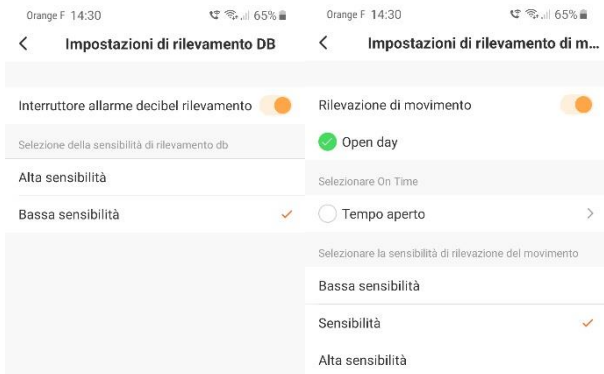 Orange F 14:30 65%
Impostazioni di rilevamento DB
Interruttore allarme decibel rilevamento
Selezione della sensibilità di rilevamento db
Alta sensibilità
Bassa sensibilità
Orange F 14:30 65%
Impostazioni di rilevamento di m...
Rilevazione di movimento
Open day
Selezionare On Time
Tempo aperto
Selezionare la sensibilità di rilevazione del movimento
Bassa sensibilità
Sensibilità
Alta sensibilità